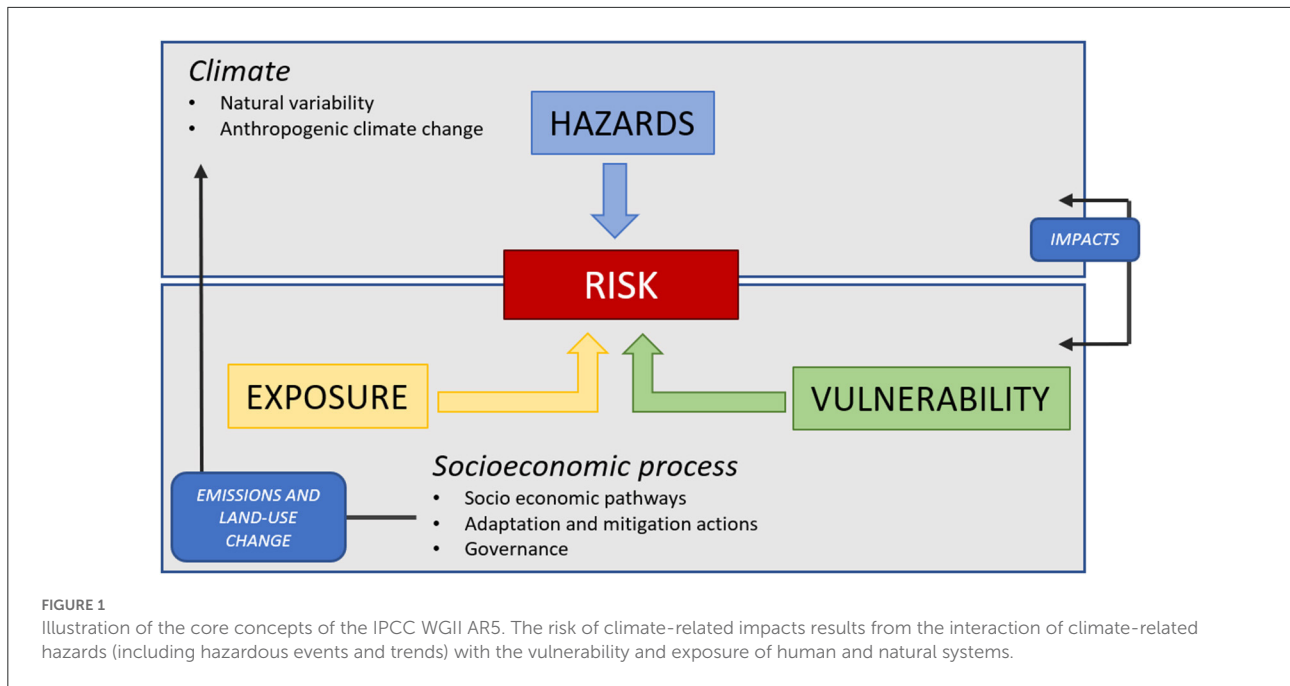 Climate
• Natural variability
• Anthropogenic climate change
HAZARDS
IMPACTS
RISK
EXPOSURE
VULNERABILITY
Socioeconomic process
• Socio economic pathways
• Adaptation and mitigation actions
• Governance
EMISSIONS AND
LAND-USE
CHANGE
FIGURE 1
Illustration of the core concepts of the IPCC WGII AR5. The risk of climate-related impacts results from the interaction of climate-related
hazards (including hazardous events and trends) with the vulnerability and exposure of human and natural systems.